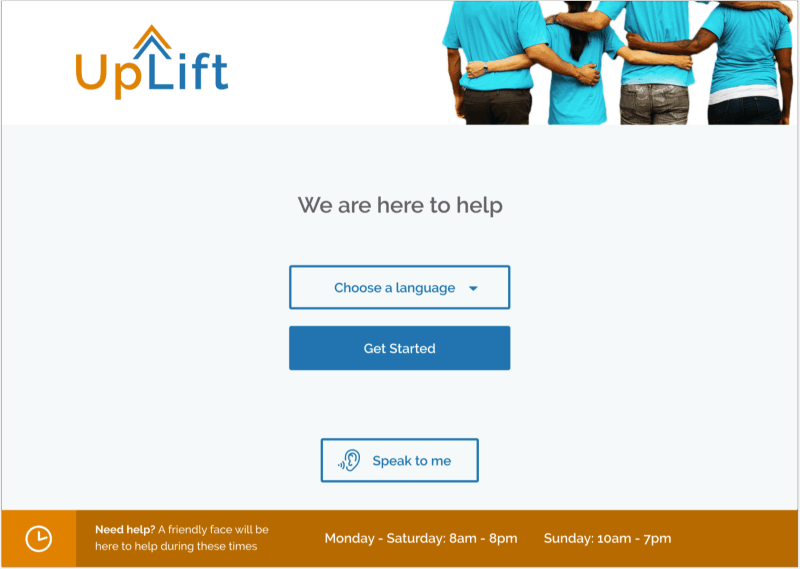 UpLift
We are here to help
Choose a language
Get Started
Speak to me
Need help? A friendly face will be
here to help during these times
Monday - Saturday: 8am - 8pm
Sunday: 10am - 7pm